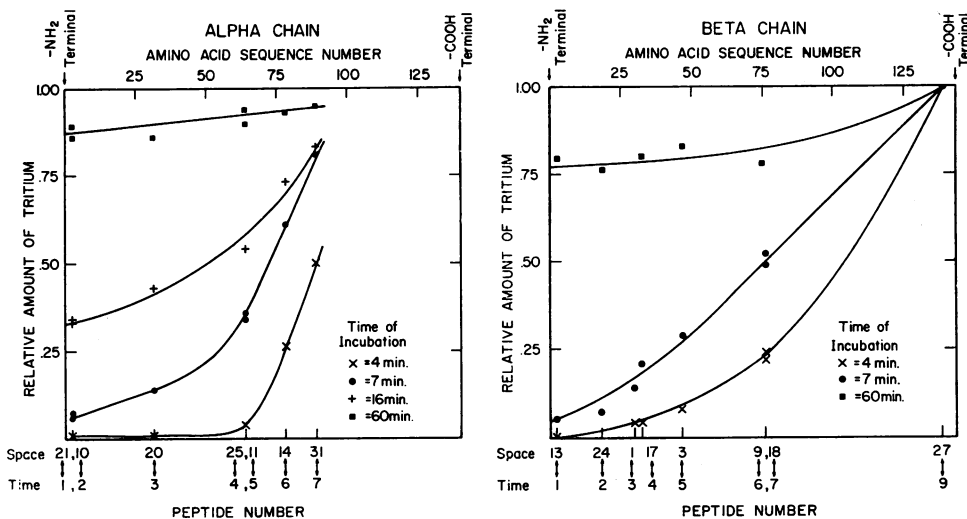 -NH2 Terminal
ALPHA CHAIN
AMINO ACID SEQUENCE NUMBER
-COOH Terminal
0 25 50 75 100 125
RELATIVE AMOUNT OF TRITIUM
1.00
.75
.50
.25
Time of
Incubation
× =4 min.
● =7 min.
+ =16 min.
■ =60 min.
Spcce 21,10 20 25,11 14 31
Time 1,2 3 4,5 6 7
PEPTIDE NUMBER
-NH2 Terminal
BETA CHAIN
AMINO ACID SEQUENCE NUMBER
-COOH Terminal
0 25 50 75 100 125
RELATIVE AMOUNT OF TRITIUM
1.00
.75
.50
.25
Time of
Incubation
× =4 min.
● =7 min.
■ =60 min.
13 24 1 17 3 9,18 27
1 2 3 4 5 6,7 9
PEPTIDE NUMBER